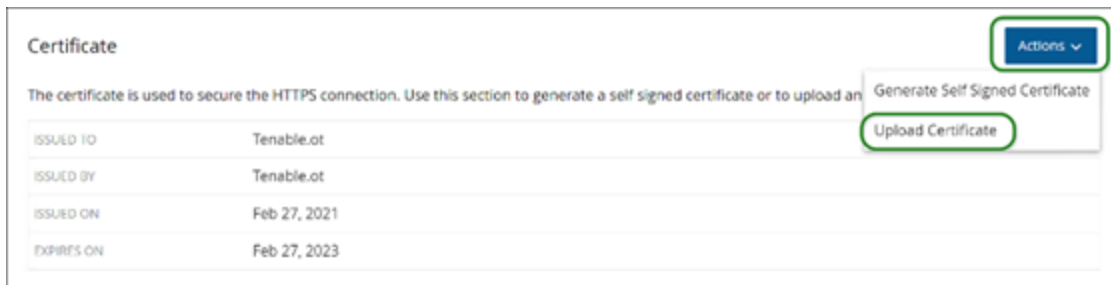 Certificate
Actions
The certificate is used to secure the HTTPS connection. Use this section to generate a self signed certificate or to upload an
Generate Self Signed Certificate
Upload Certificate
ISSUED TO Tenable.ot
ISSUED BY Tenable.ot
ISSUED ON Feb 27, 2021
EXPIRES ON Feb 27, 2023